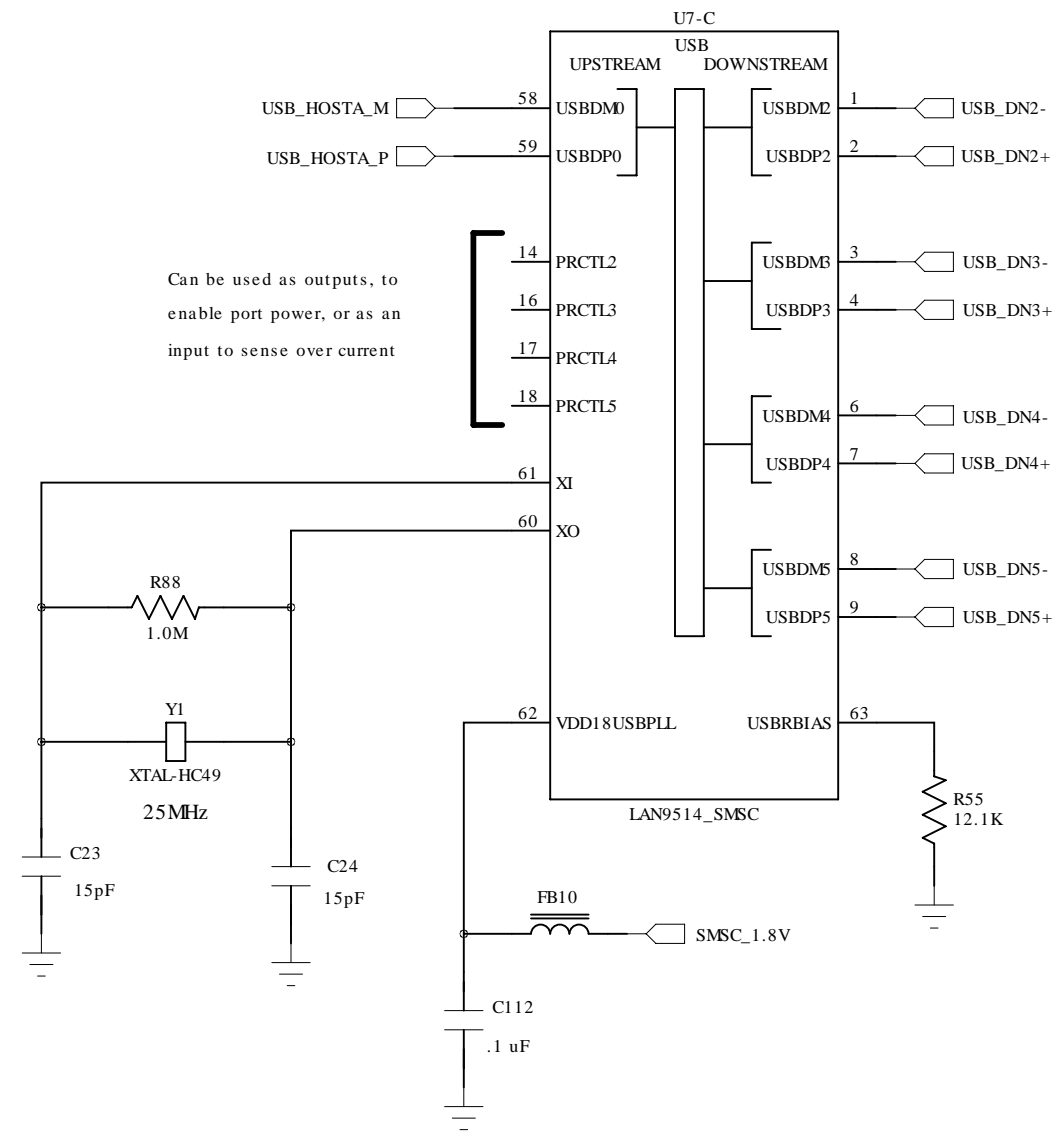 U7-C
USB
UPSTREAM DOWNSTREAM
USB_HOSTA_M 58 USBDM0 USBDM2 1 USB_DN2-
USB_HOSTA_P 59 USBDP0 USBDP2 2 USB_DN2+
14 PRCTL2 USBDM3 3 USB_DN3-
Can be used as outputs, to
enable port power, or as an
input to sense over current
16 PRCTL3 USBDP3 4 USB_DN3+
17 PRCTL4
18 PRCTL5 USBDM4 6 USB_DN4-
USBDP4 7 USB_DN4+
61 XI
60 XO
USBDM5 8 USB_DN5-
R88
1.0M
USBDP5 9 USB_DN5+
Y1
XTAL-HC49
25MHz
62 VDD18USBPLL USBRBIAS 63
LAN9514_SMSC
R55
12.1K
C23
15pF
C24
15pF
FB10
SMSC_1.8V
C112
.1 uF